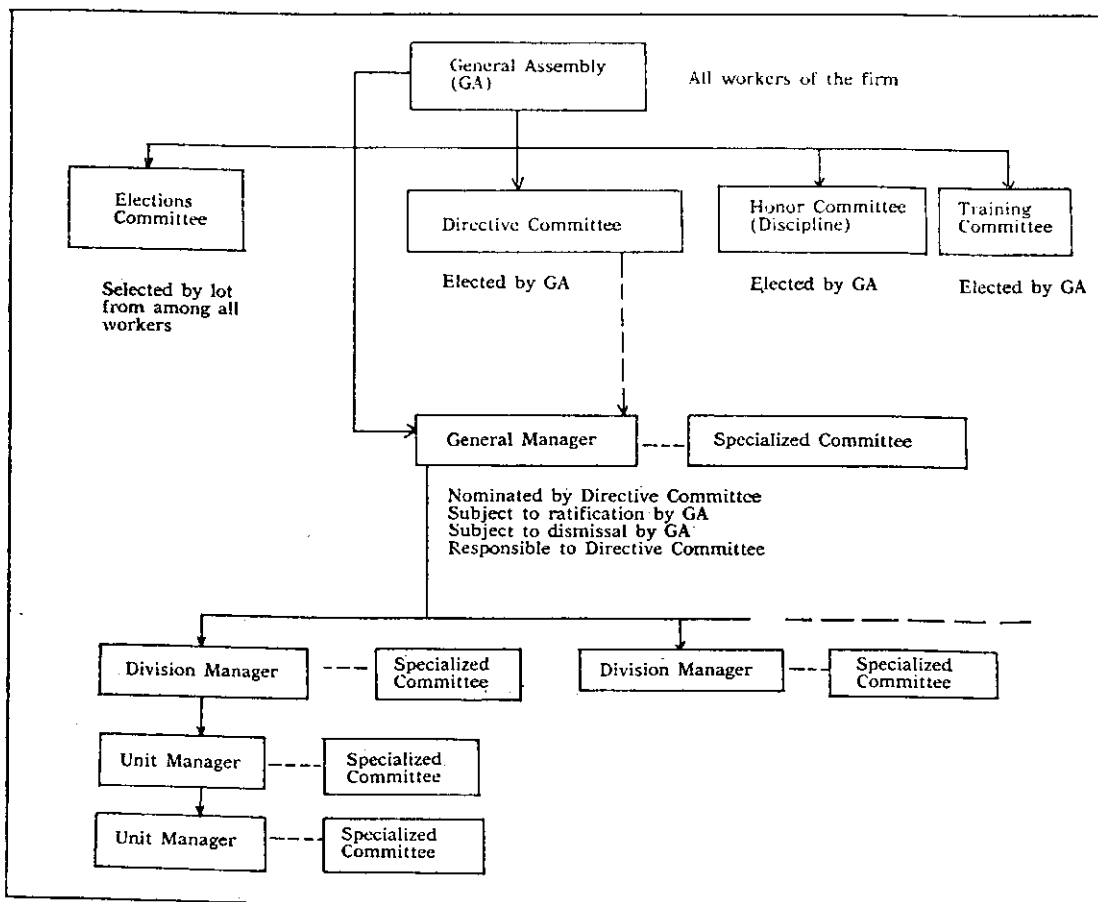 General Assembly
(GA)
All workers of the firm
Elections
Committee
Directive Committee
Honor Committee
(Discipline)
Training
Committee
Selected by lot
from among all
workers
Elected by GA
Elected by GA
Elected by GA
General Manager
Specialized Committee
Nominated by Directive Committee
Subject to ratification by GA
Subject to dismissal by GA
Responsible to Directive Committee
Division Manager
Specialized
Committee
Division Manager
Specialized
Committee
Unit Manager
Specialized
Committee
Unit Manager
Specialized
Committee